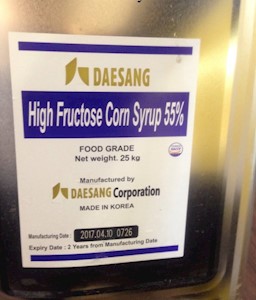 DAESANG
High Fructose Corn Syrup 55%
FOOD GRADE
Net weight. 25 kg
Manufactured by
DAESANG Corporation
MADE IN KOREA
Manufacturing Date : 2017.04.10 0726
Expiry Date : 2 Years from Manufacturing Date